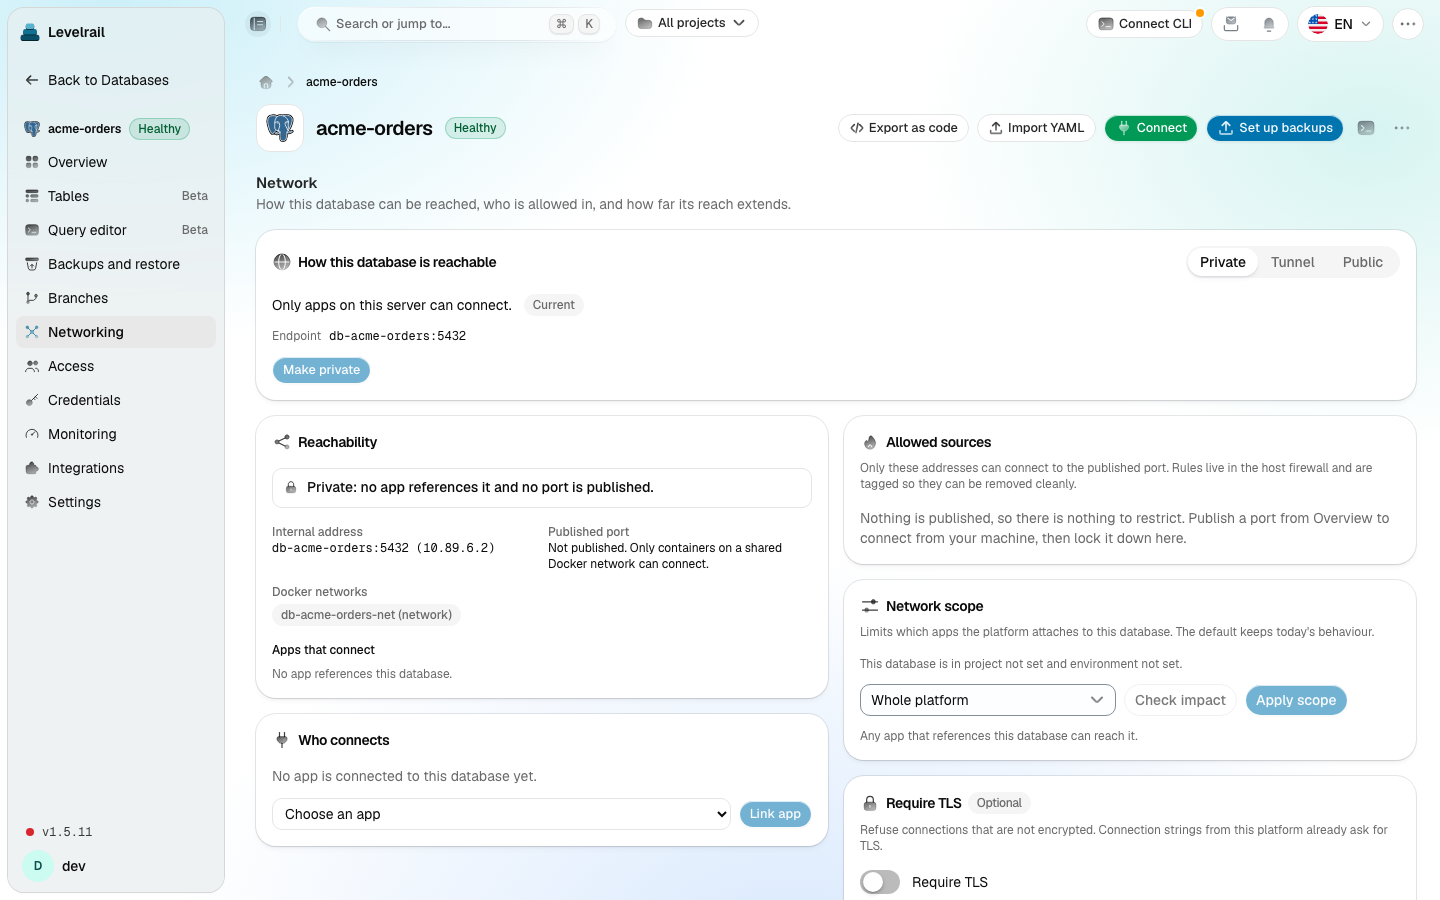 Levelrail
Search or jump to...
⌘ K
All projects
Connect CLI
EN
Back to Databases
acme-orders
acme-orders Healthy
acme-orders
Healthy
Export as code
Import YAML
Connect
Set up backups
Overview
Tables Beta
Query editor Beta
Backups and restore
Branches
Networking
Access
Credentials
Monitoring
Integrations
Settings
v1.5.11
D dev
Network
How this database can be reached, who is allowed in, and how far its reach extends.
How this database is reachable
Private Tunnel Public
Only apps on this server can connect. Current
Endpoint db-acme-orders:5432
Make private
Reachability
Private: no app references it and no port is published.
Internal address
db-acme-orders:5432 (10.89.6.2)
Published port
Not published. Only containers on a shared
Docker network can connect.
Docker networks
db-acme-orders-net (network)
Apps that connect
No app references this database.
Who connects
No app is connected to this database yet.
Choose an app
Link app
Allowed sources
Only these addresses can connect to the published port. Rules live in the host firewall and are
tagged so they can be removed cleanly.
Nothing is published, so there is nothing to restrict. Publish a port from Overview to
connect from your machine, then lock it down here.
Network scope
Limits which apps the platform attaches to this database. The default keeps today's behaviour.
This database is in project not set and environment not set.
Whole platform
Check impact
Apply scope
Any app that references this database can reach it.
Require TLS Optional
Refuse connections that are not encrypted. Connection strings from this platform already ask for
TLS.
Require TLS